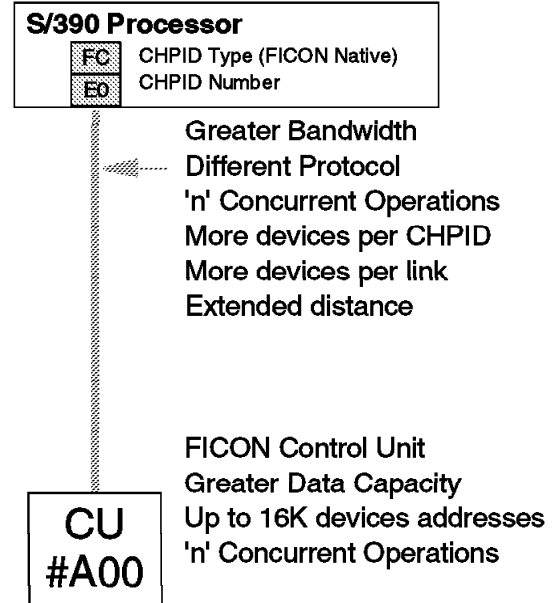 S/390 Processor
FC CHPID Type (FICON Native)
E0 CHPID Number
Greater Bandwidth
Different Protocol
'n' Concurrent Operations
More devices per CHPID
More devices per link
Extended distance
FICON Control Unit
Greater Data Capacity
Up to 16K devices addresses
'n' Concurrent Operations
CU
#A00